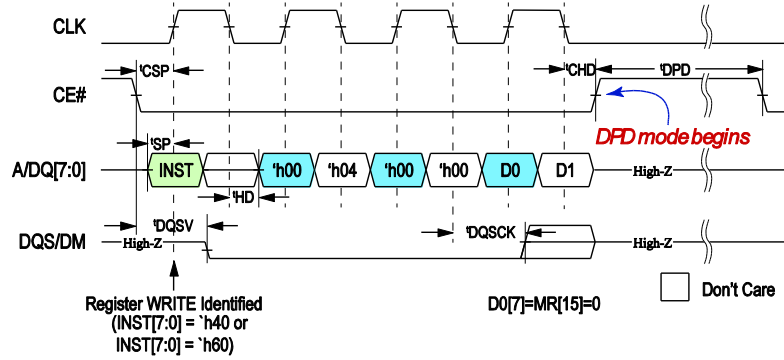 CLK
tCSP
tCHD
tDPD
CE#
DPD mode begins
tSP
A/DQ[7:0]
INST
'h00
'h04
'h00
'h00
D0
D1
High-Z
tHD
tDQSV
tDQSCK
DQS/DM
High-Z
High-Z
Register WRITE Identified
(INST[7:0] = `h40 or
INST[7:0] = `h60)
D0[7]=MR[15]=0
Don't Care